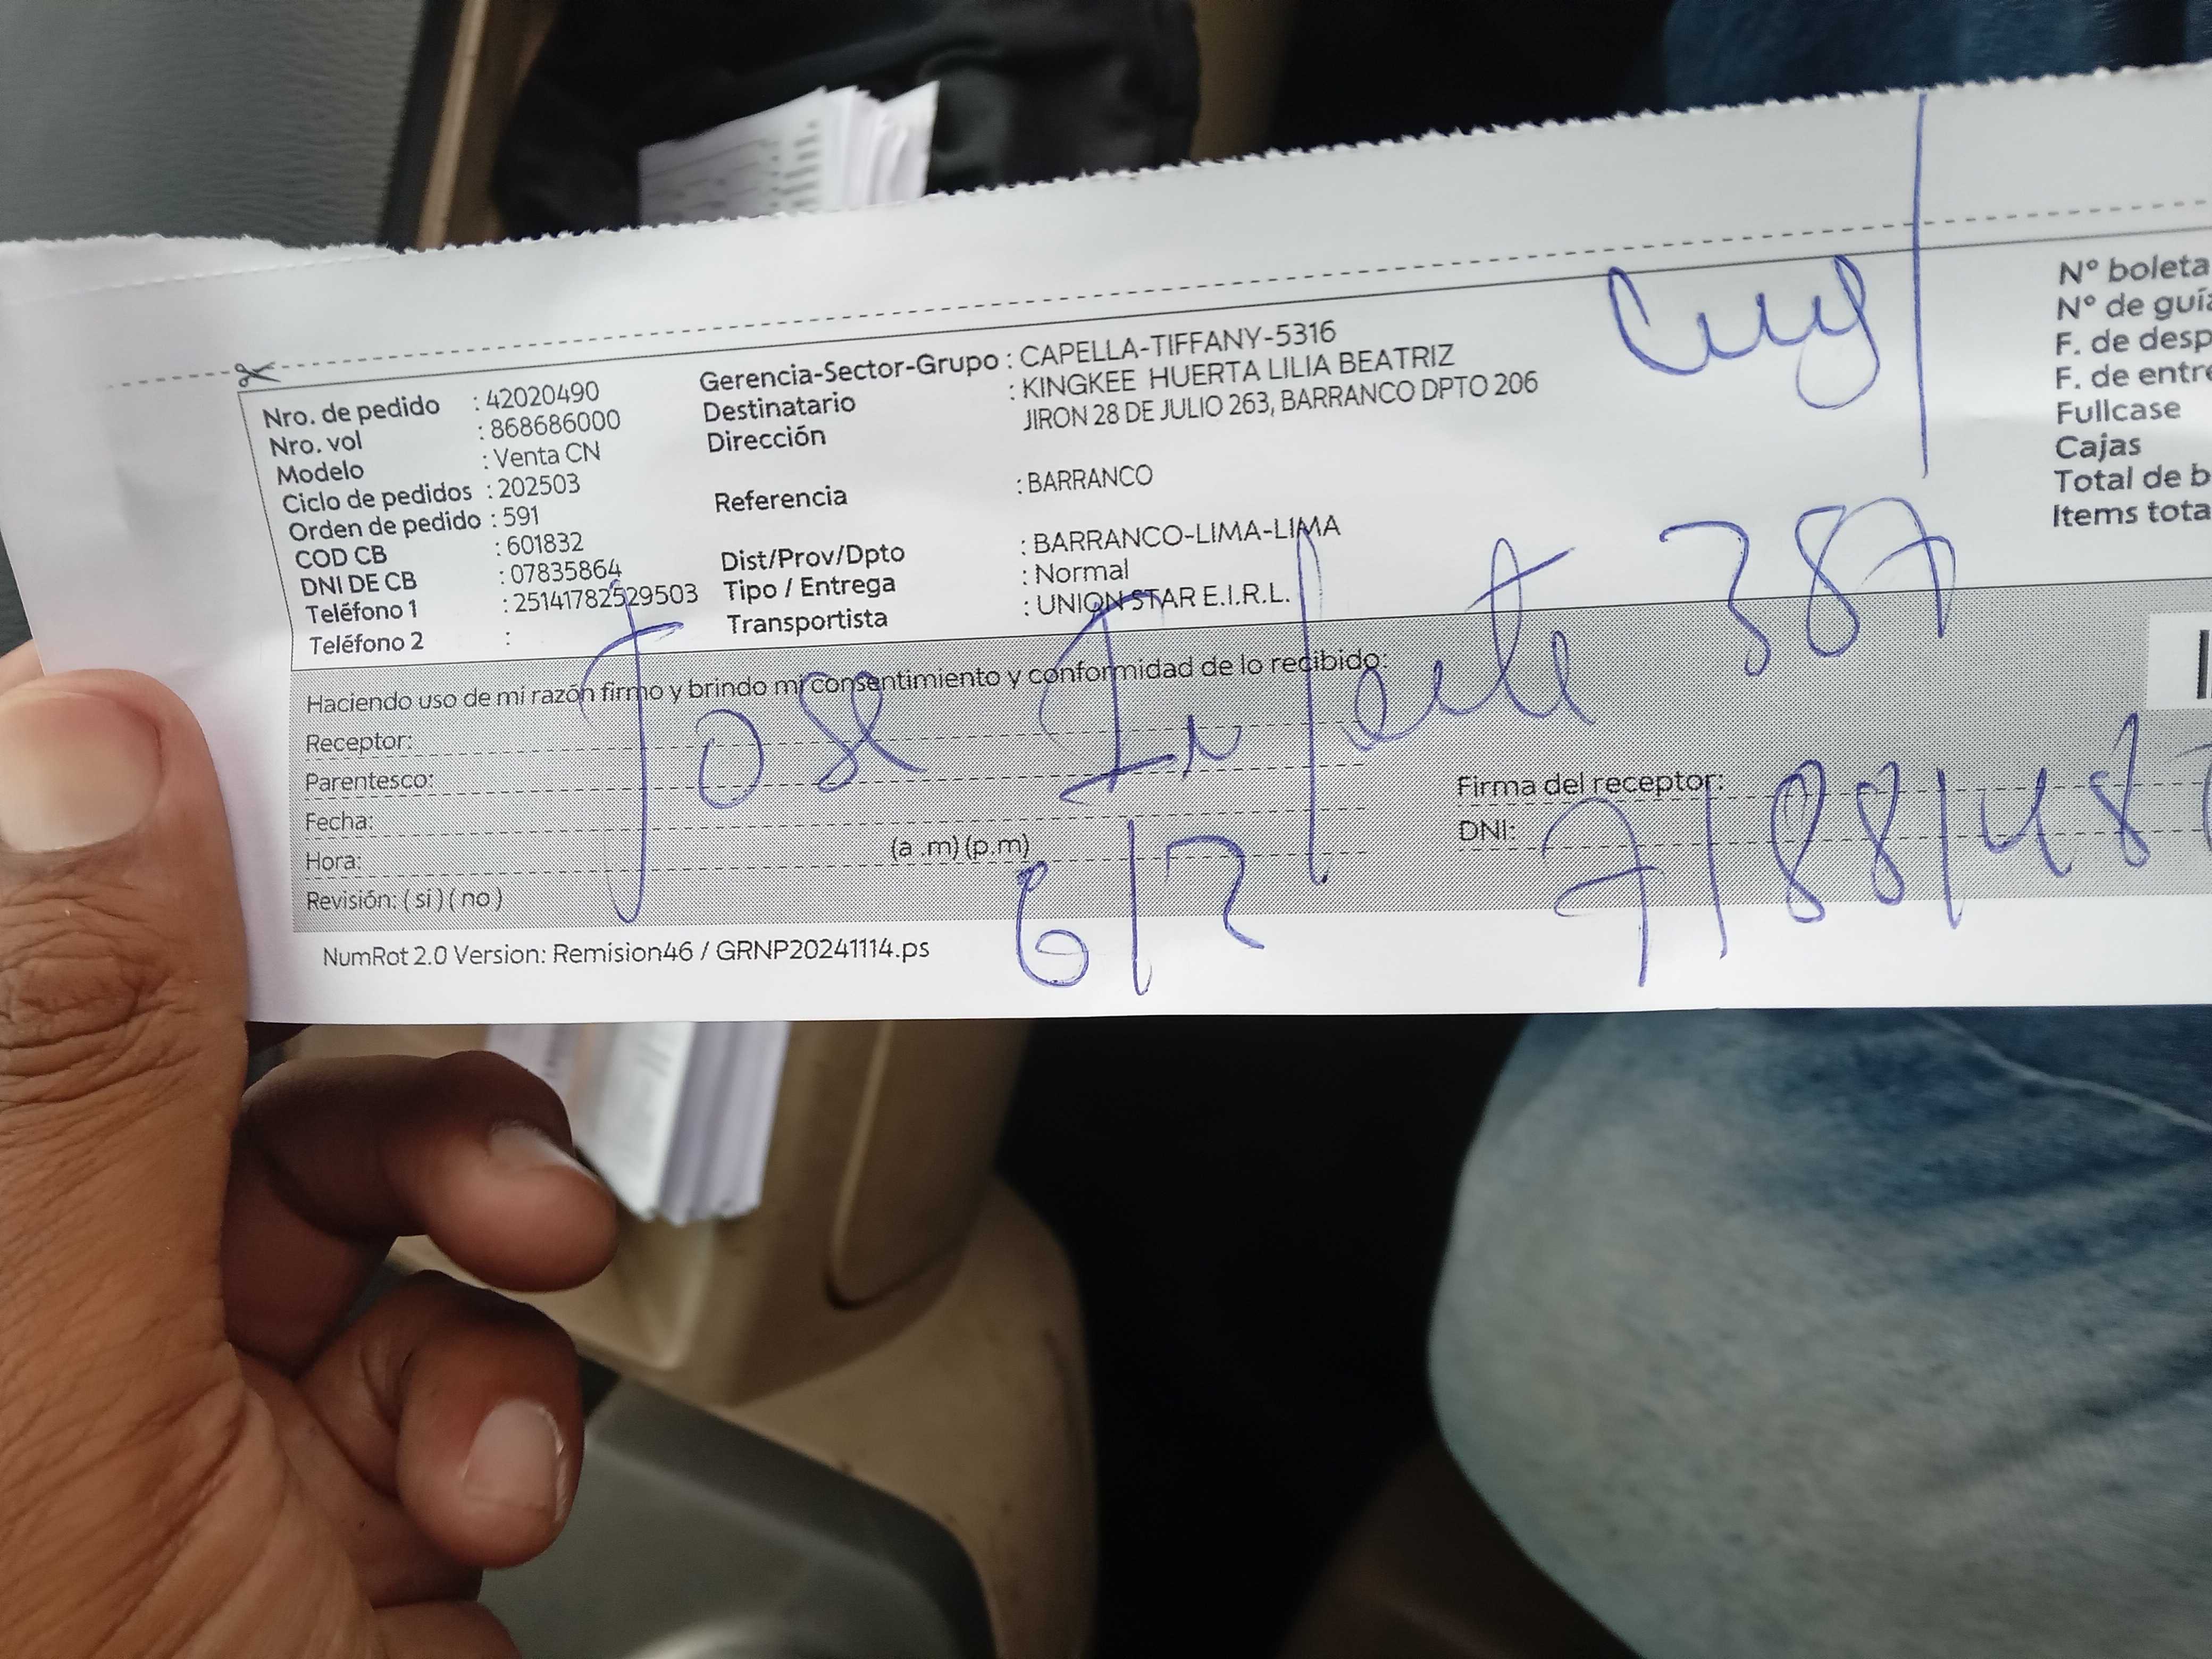 Nro. de pedido : 42020490
Nro. vol : 868686000
Modelo : Venta CN
Ciclo de pedidos : 202503
Orden de pedido : 591
COD CB : 601832
DNI DE CB : 07835864
Teléfono 1 : 25141782529503
Teléfono 2 :
Gerencia-Sector-Grupo : CAPELLA-TIFFANY-5316
Destinatario : KINGKEE HUERTA LILIA BEATRIZ
Dirección JIRON 28 DE JULIO 263, BARRANCO DPTO 206
Referencia : BARRANCO
Dist/Prov/Dpto : BARRANCO-LIMA-LIMA
Tipo / Entrega : Normal
Transportista : UNION STAR E.I.R.L.
N° boleta
N° de guía
F. de desp
F. de entre
Fullcase
Cajas
Total de b
Items tota
Jose Infante 387
Haciendo uso de mi razón firmo y brindo mi consentimiento y conformidad de lo recibido:
Receptor:
Parentesco:
Fecha:
Hora: (a .m) (p.m)
Revisión: ( si ) ( no )
6/2
Firma del receptor:
DNI:
NumRot 2.0 Version: Remision46 / GRNP20241114.ps